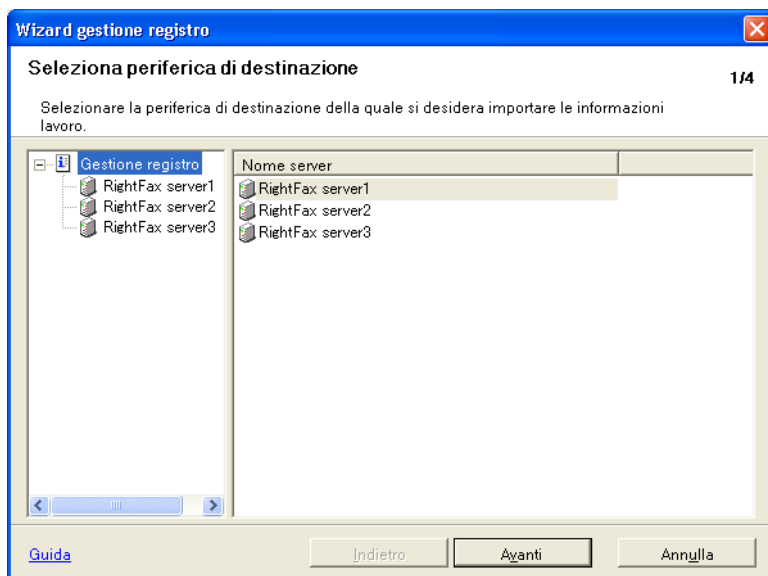 Wizard gestione registro
Seleziona periferica di destinazione
1/4
Selezionare la periferica di destinazione della quale si desidera importare le informazioni
lavoro.
Gestione registro
RightFax server1
RightFax server2
RightFax server3
Nome server
RightFax server1
RightFax server2
RightFax server3
Guida
Indietro
Avanti
Annulla